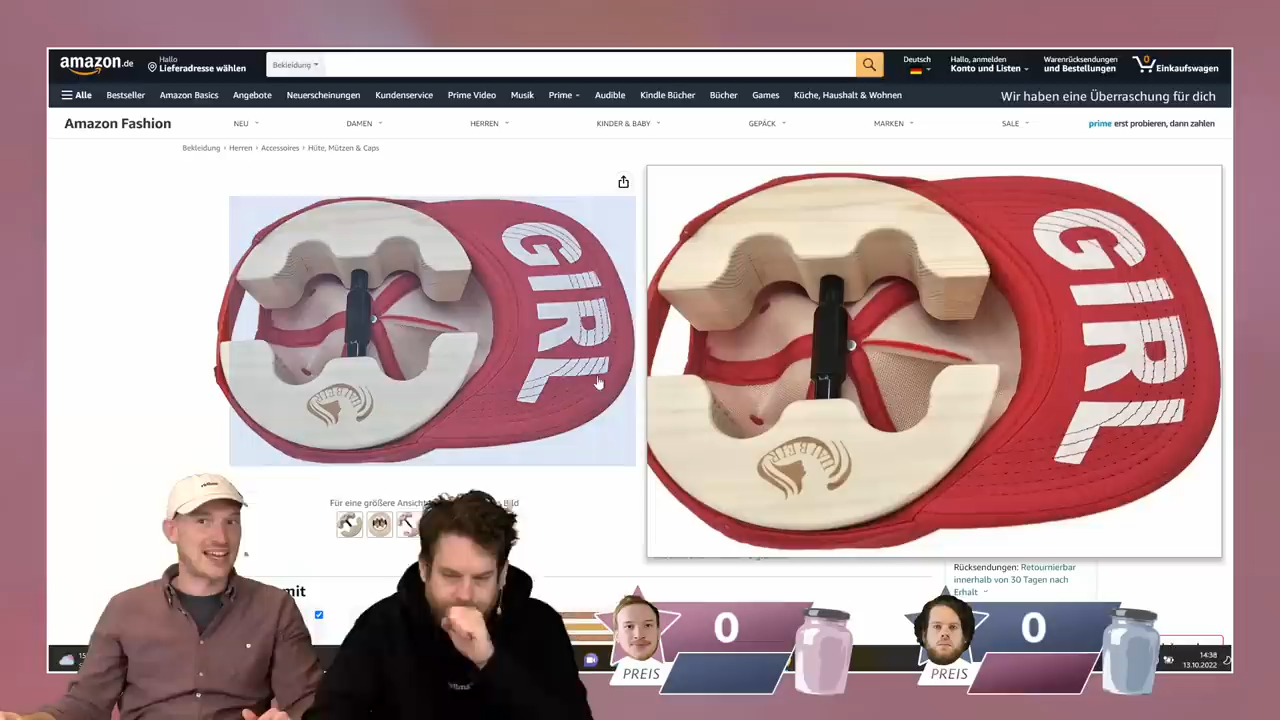 amazon.de
Hallo
Lieferadresse wählen
Bekleidung
Deutsch
Hallo, anmelden
Konto und Listen
Warenrücksendungen
und Bestellungen
0
Einkaufswagen
Alle
Bestseller
Amazon Basics
Angebote
Neuerscheinungen
Kundenservice
Prime Video
Musik
Prime
Audible
Kindle Bücher
Bücher
Games
Küche, Haushalt & Wohnen
Wir haben eine Überraschung für dich
Amazon Fashion
NEU
DAMEN
HERREN
KINDER & BABY
GEPÄCK
MARKEN
SALE
prime erst probieren, dann zahlen
Bekleidung › Herren › Accessoires › Hüte, Mützen & Caps
GIRL
HALBEIR
GIRL
HALBEIR
Für eine größere Ansicht
Bild
Rücksendungen: Retournierbar
innerhalb von 30 Tagen nach
Erhalt
mit
0
PREIS
0
PREIS
14:38
13.10.2022